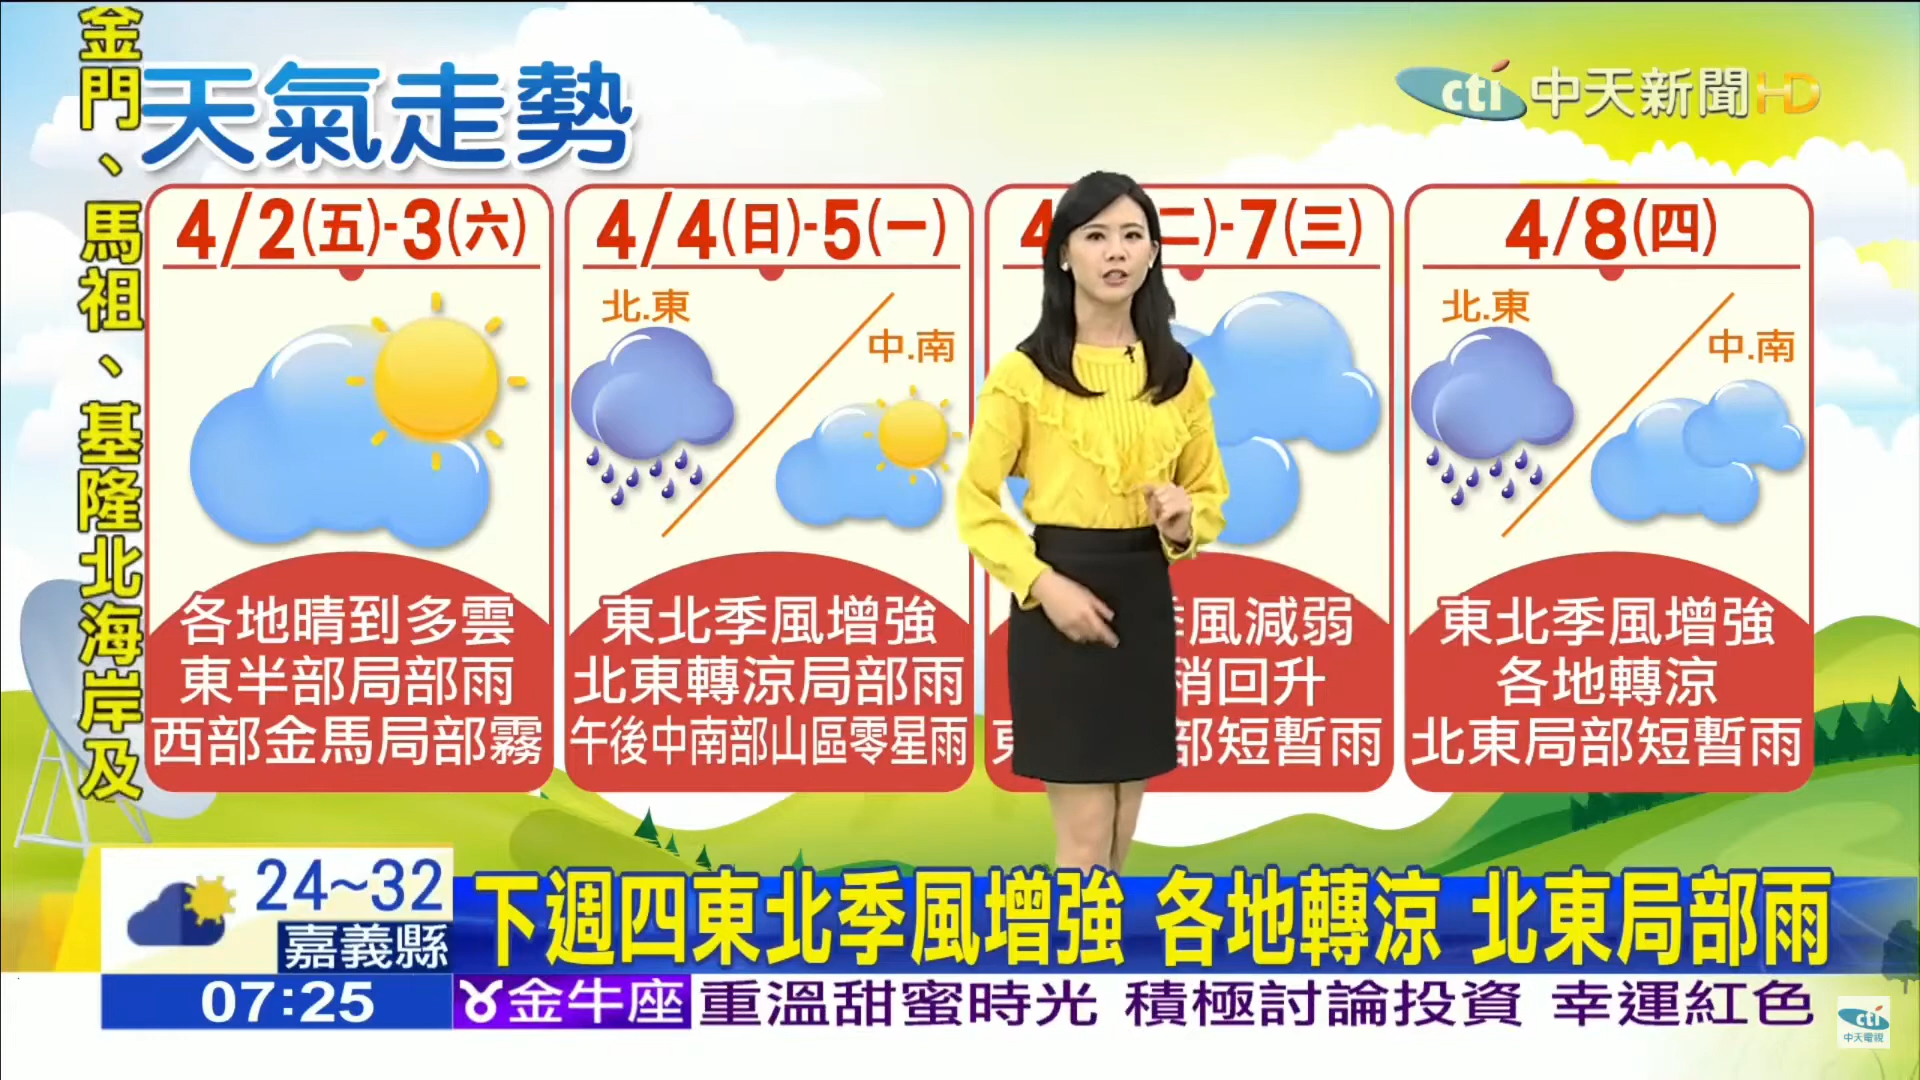 金門、馬祖、基隆北海岸及
天氣走勢
cti 中天新聞HD
4/2(五)-3(六)
各地晴到多雲
東半部局部雨
西部金馬局部霧
4/4(日)-5(一)
北.東
中.南
東北季風增強
北東轉涼局部雨
午後中南部山區零星雨
二)-7(三)
風減弱
稍回升
部短暫雨
4/8(四)
北.東
中.南
東北季風增強
各地轉涼
北東局部短暫雨
24~32
嘉義縣
下週四東北季風增強 各地轉涼 北東局部雨
07:25
金牛座
重溫甜蜜時光 積極討論投資 幸運紅色
cti
中天電視